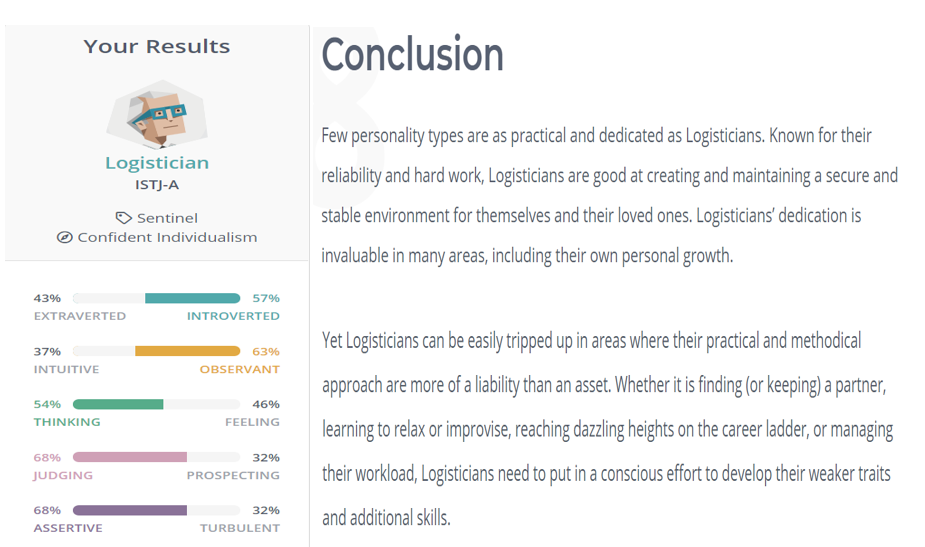 Your Results
Logistician
ISTJ-A
Sentinel
Confident Individualism
43% 57%
EXTRAVERTED INTROVERTED
37% 63%
INTUITIVE OBSERVANT
54% 46%
THINKING FEELING
68% 32%
JUDGING PROSPECTING
68% 32%
ASSERTIVE TURBULENT
8
Conclusion
Few personality types are as practical and dedicated as Logisticians. Known for their
reliability and hard work, Logisticians are good at creating and maintaining a secure and
stable environment for themselves and their loved ones. Logisticians’ dedication is
invaluable in many areas, including their own personal growth.
Yet Logisticians can be easily tripped up in areas where their practical and methodical
approach are more of a liability than an asset. Whether it is finding (or keeping) a partner,
learning to relax or improvise, reaching dazzling heights on the career ladder, or managing
their workload, Logisticians need to put in a conscious effort to develop their weaker traits
and additional skills.